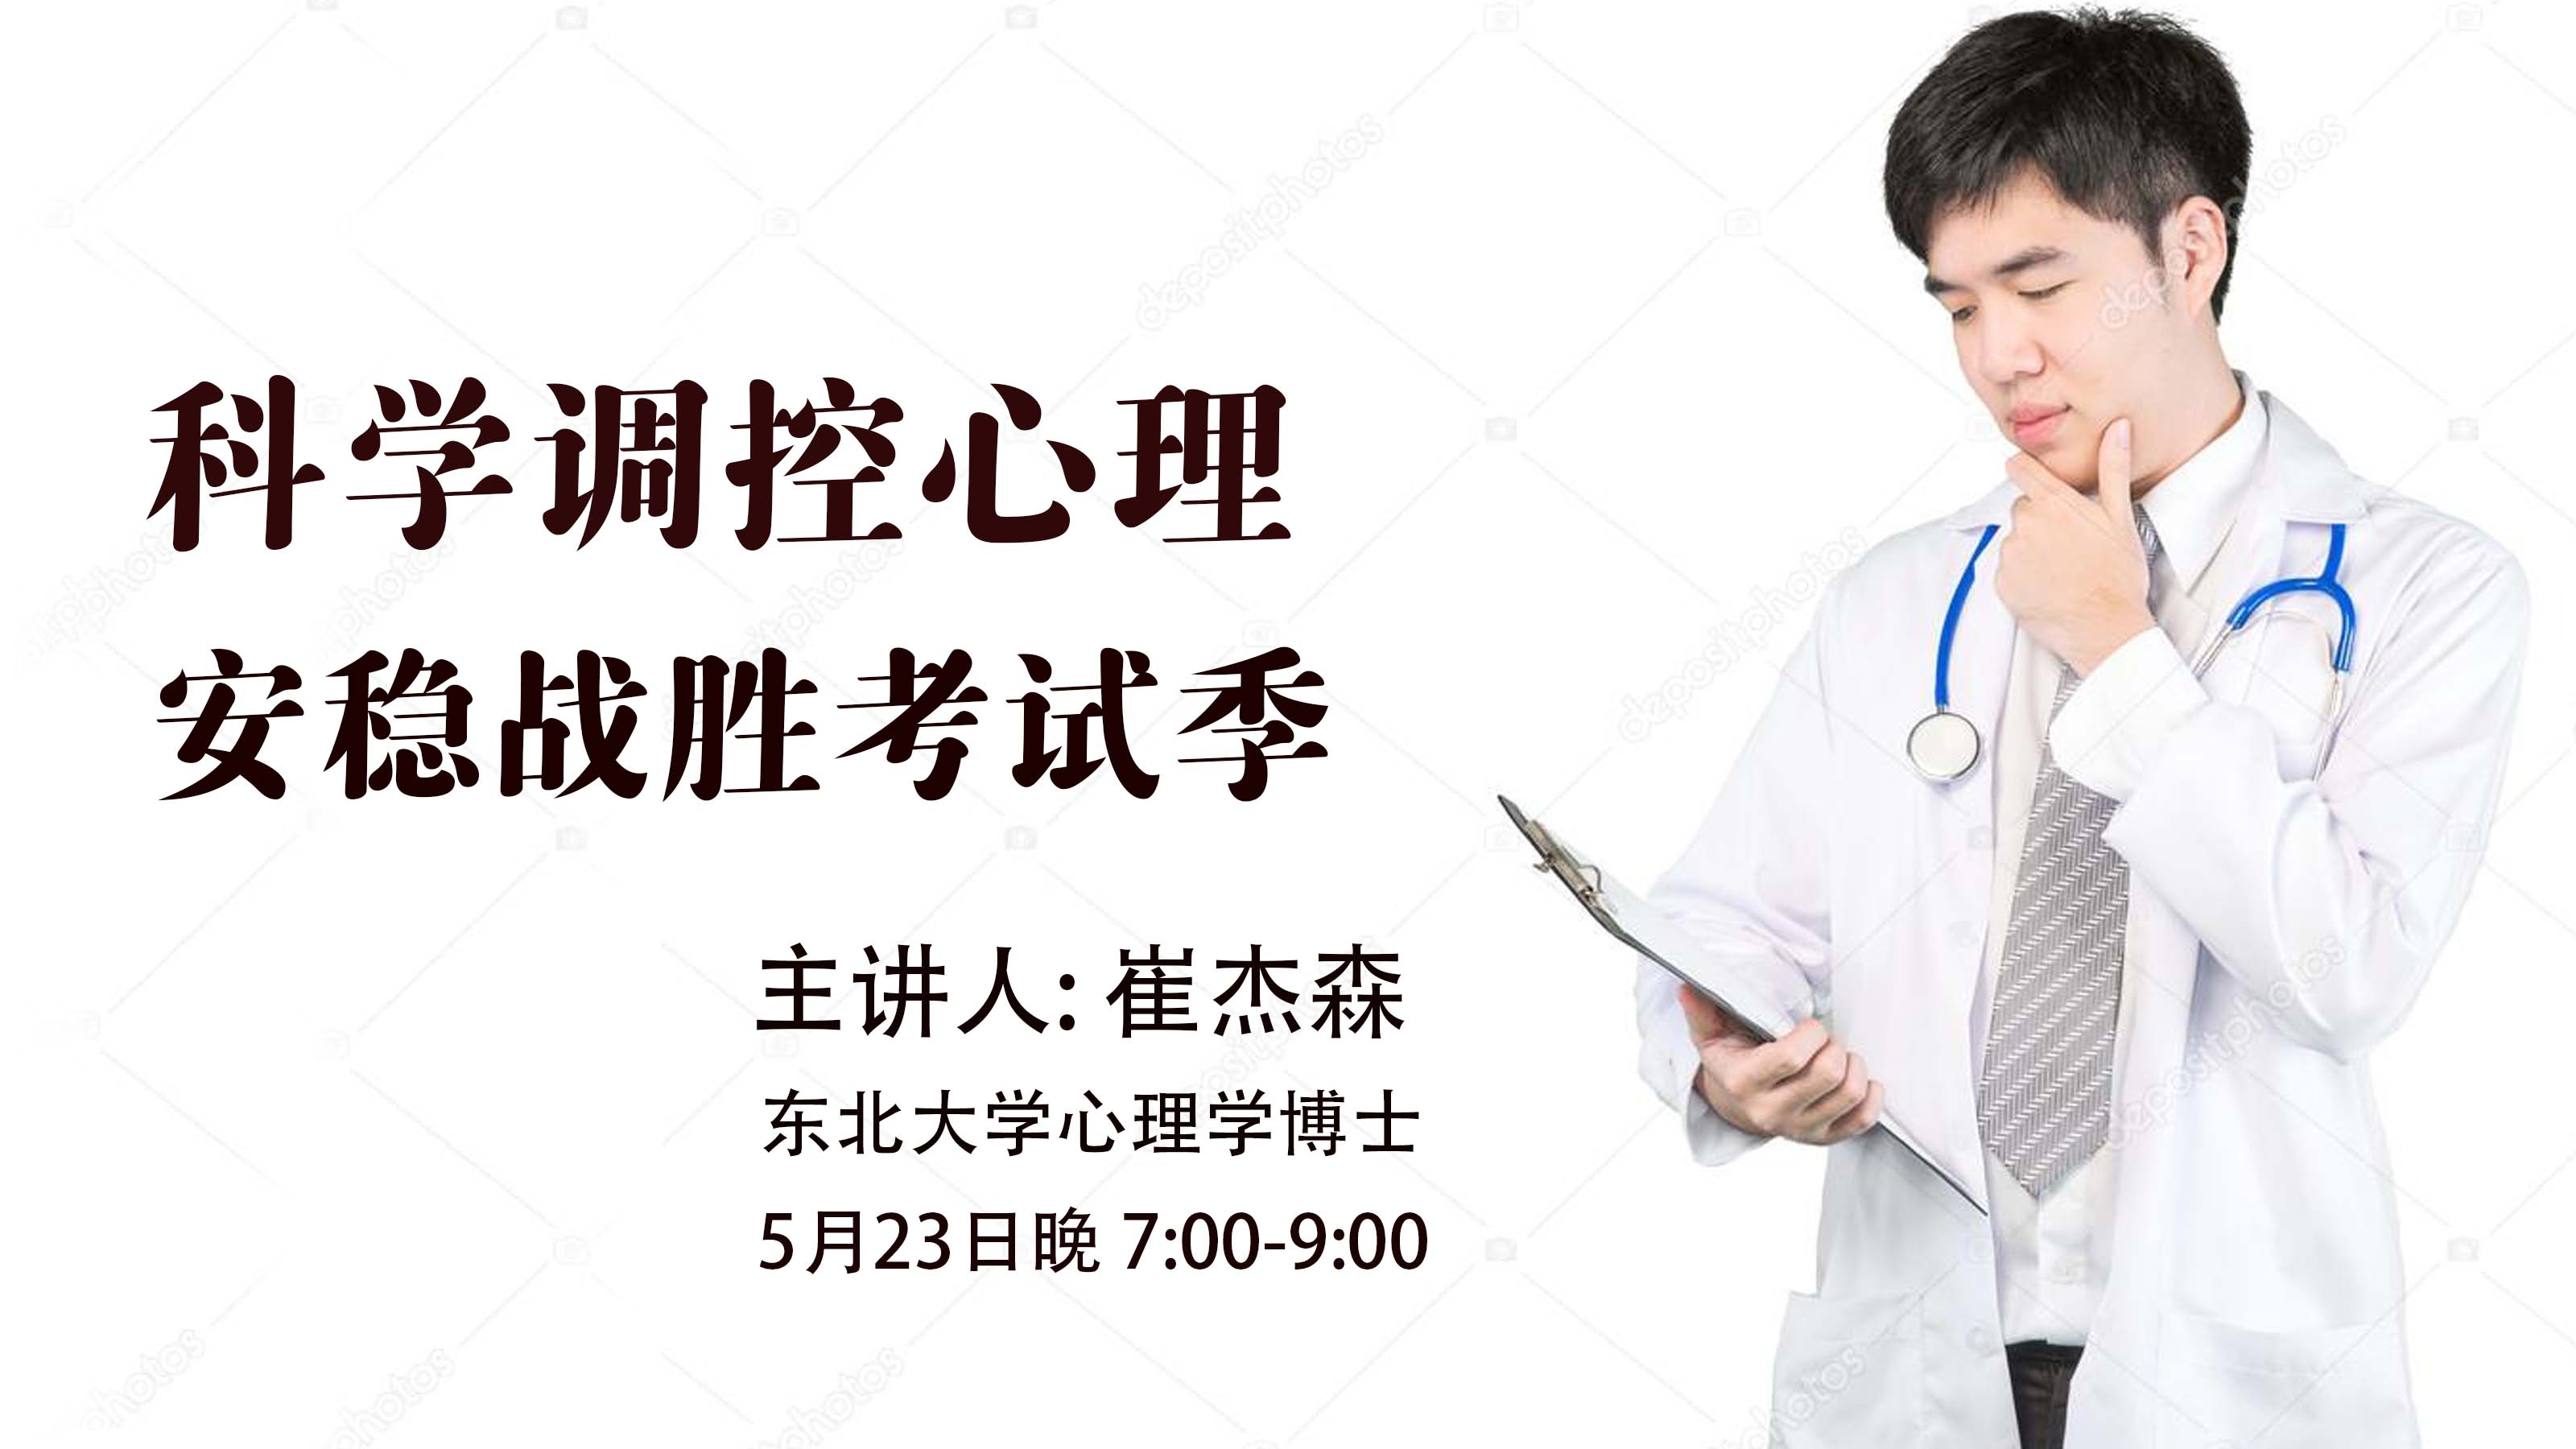 科学调控心理
安稳战胜考试季
主讲人: 崔杰森
东北大学心理学博士
5月23日晚 7:00-9:00
depositphotos